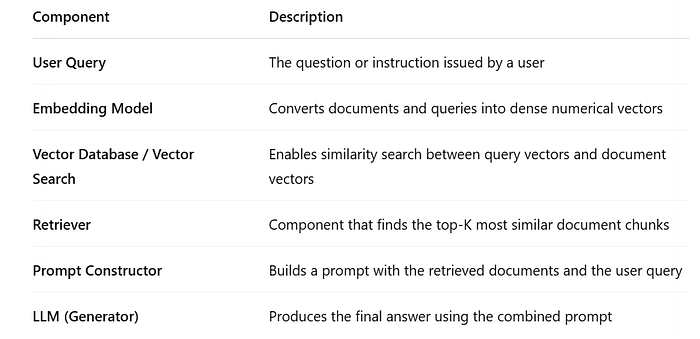 Component Description
User Query The question or instruction issued by a user
Embedding Model Converts documents and queries into dense numerical vectors
Vector Database / Vector Enables similarity search between query vectors and document
Search vectors
Retriever Component that finds the top-K most similar document chunks
Prompt Constructor Builds a prompt with the retrieved documents and the user query
LLM (Generator) Produces the final answer using the combined prompt